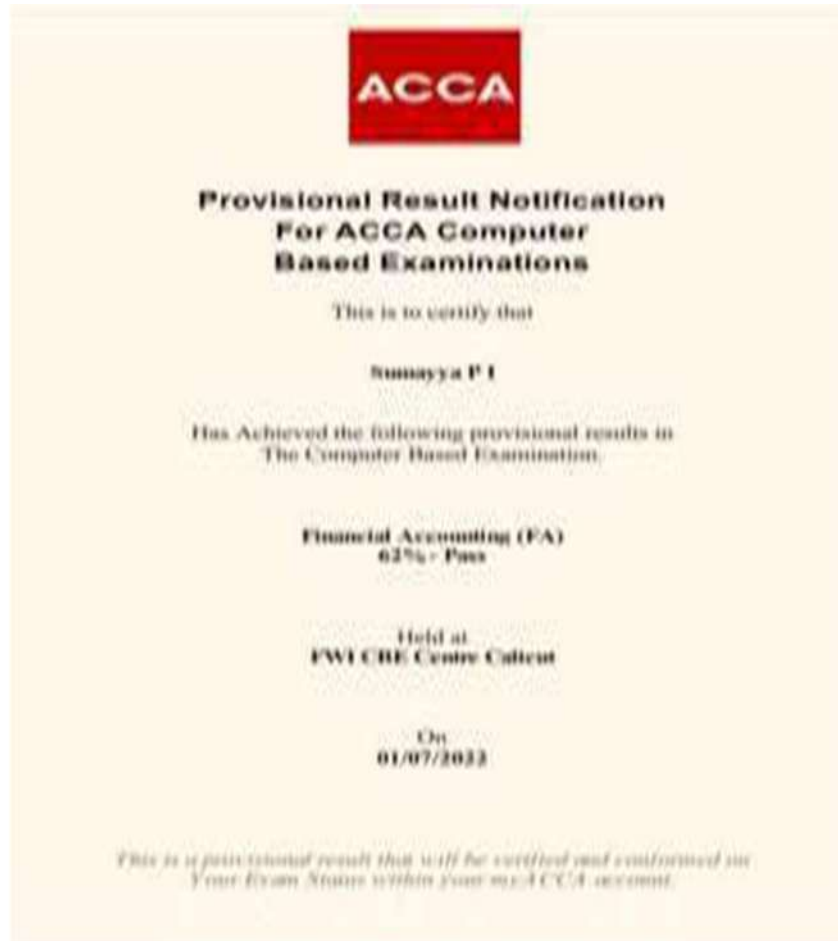 ACCA
Provisional Result Notification
For ACCA Computer
Based Examinations
This is to certify that
Sumayya P I
Has Achieved the following provisional results in
The Computer Based Examination.
Financial Accounting (FA)
62% - Pass
Held at
FWI CBE Centre Calicut
On
01/07/2022
This is a provisional result that will be verified and conformed on
Your Exam Status within your myACCA account.